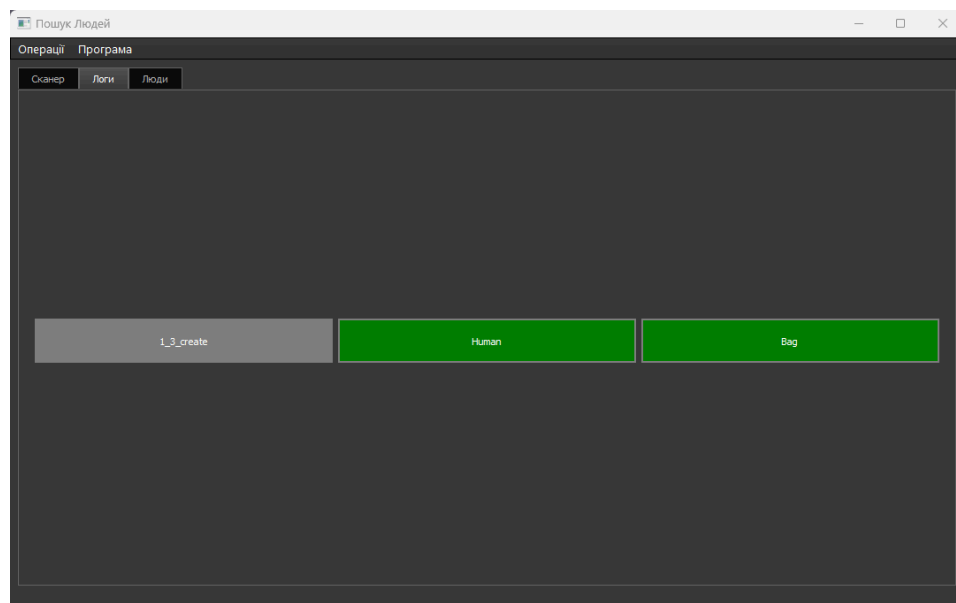 Пошук Людей
Операції Програма
Сканер Логи Люди
1_3_create Human Bag